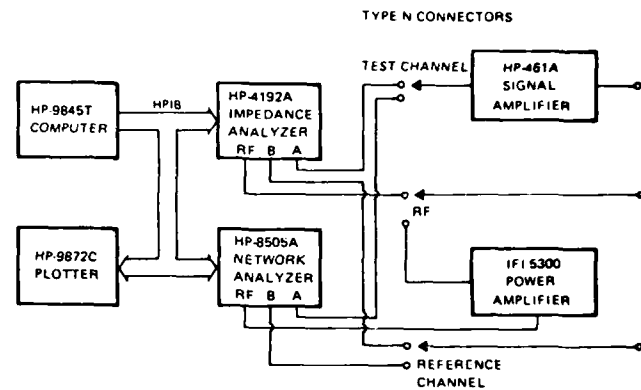 TYPE N CONNECTORS
TEST CHANNEL
HP-461A
SIGNAL
AMPLIFIER
HP-9845T
COMPUTER
HPIB
HP-4192A
IMPEDANCE
ANALYZER
RF B A
RF
HP-9872C
PLOTTER
HP-8505A
NETWORK
ANALYZER
RF B A
IFI 5300
POWER
AMPLIFIER
REFERENCE
CHANNEL